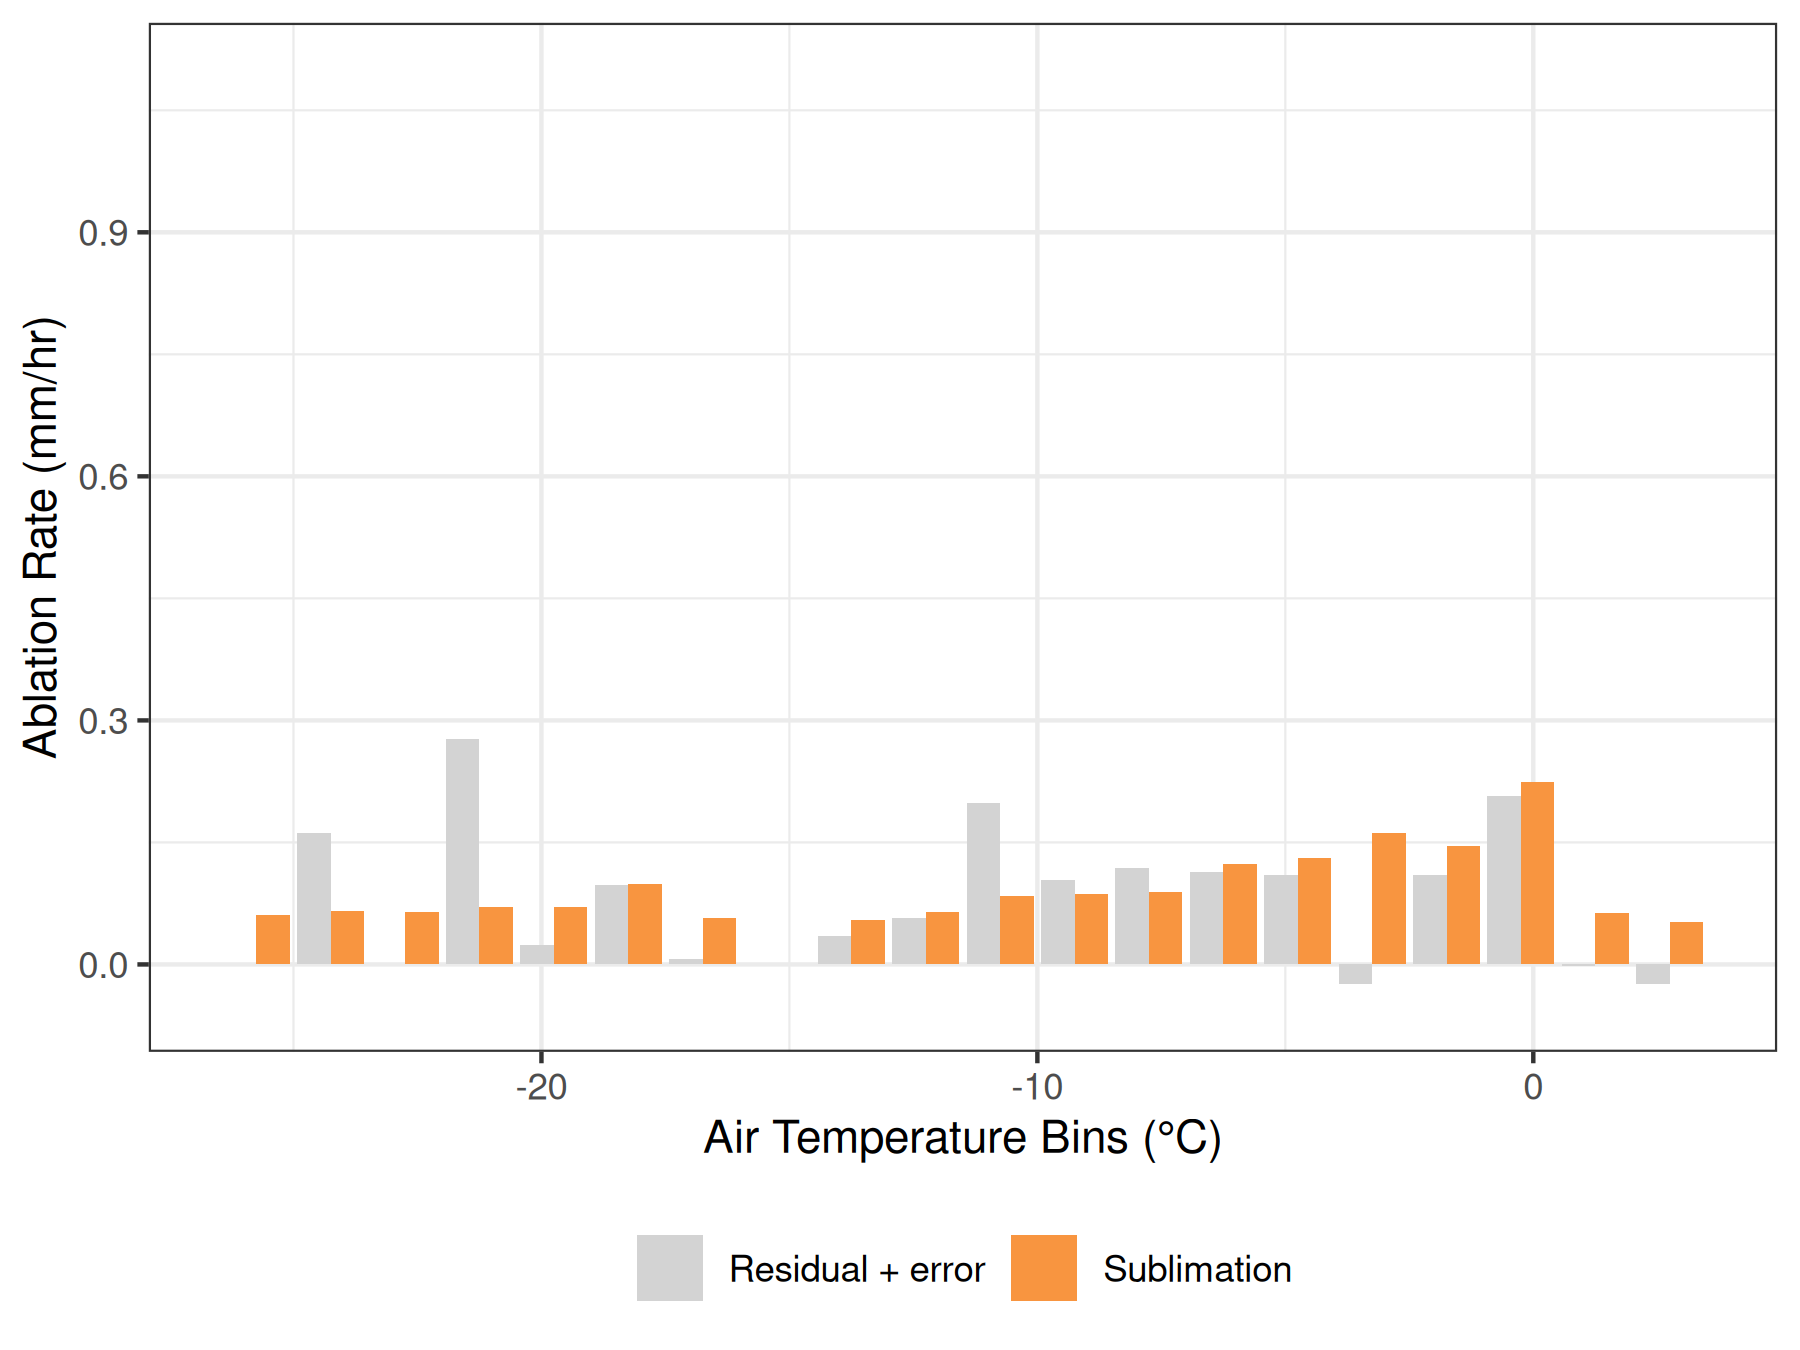 Ablation Rate (mm/hr)
0.9
0.6
0.3
0.0
-20 -10 0
Air Temperature Bins (°C)
Residual + error Sublimation